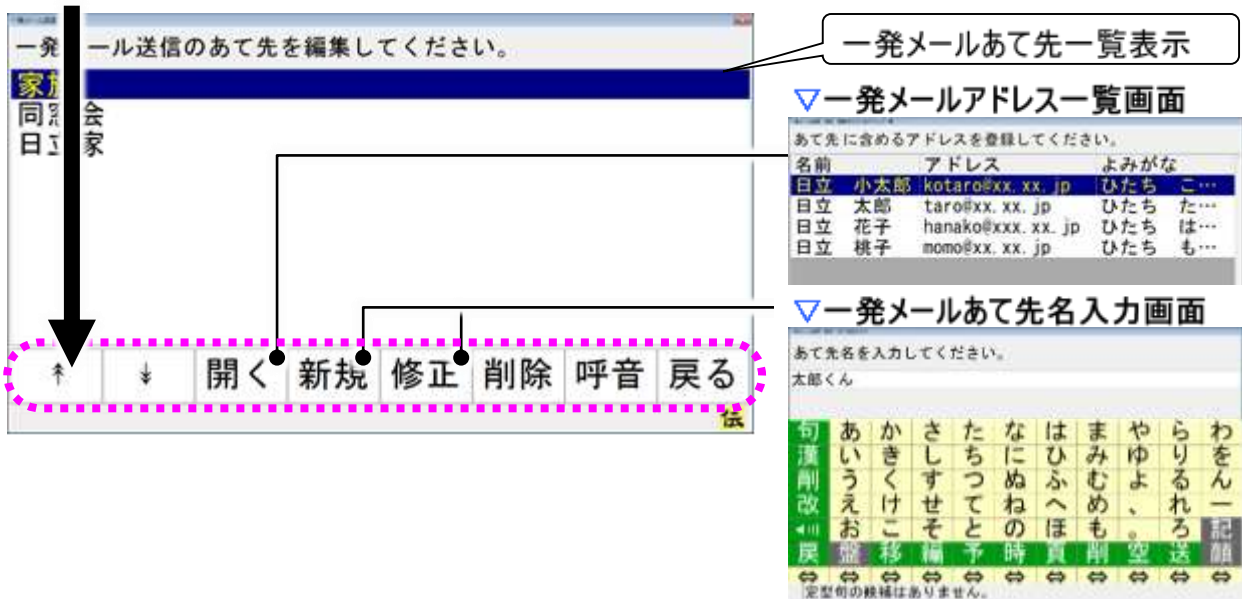 一発 ール送信のあて先を編集してください。
家族
同窓会
日立家
↟ ↡ 開く 新規 修正 削除 呼音 戻る
伝
一発メールあて先一覧表示
▽一発メールアドレス一覧画面
あて先に含めるアドレスを登録してください。
名前 アドレス よみがな
日立 小太郎 kotaro@xx.xx.jp ひたち こ…
日立 太郎 taro@xx.xx.jp ひたち た…
日立 花子 hanako@xxx.xx.jp ひたち は…
日立 桃子 momo@xx.xx.jp ひたち も…
▽一発メールあて先名入力画面
あて先名を入力してください。
太郎くん
句 あ か さ た な は ま や ら わ
漢 い き し ち に ひ み ゆ り を
削 う く す つ ぬ ふ む よ る ん
改 え け せ て ね へ め 、 れ ー
お こ そ と の ほ も 。 ろ 記
戻 盤 移 編 予 時 質 削 空 送 顔
⇔ ⇔ ⇔ ⇔ ⇔ ⇔ ⇔ ⇔ ⇔ ⇔ ⇔
定型句の候補はありません。